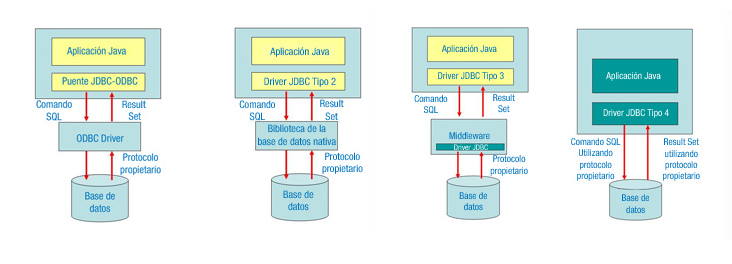 Aplicación Java
Puente JDBC-ODBC
Comando
SQL
Result
Set
ODBC Driver
Protocolo
propietario
Base de
datos
Aplicación Java
Driver JDBC Tipo 2
Comando
SQL
Result
Set
Biblioteca de la
base de datos nativa
Protocolo
propietario
Base de
datos
Aplicación Java
Driver JDBC Tipo 3
Comando
SQL
Result
Set
Middleware
Driver JDBC
Protocolo
propietario
Base de
datos
Aplicación Java
Driver JDBC Tipo 4
Comando SQL
Utilizando
protocolo
propietario
Result Set
utilizando
protocolo
propietario
Base de
datos